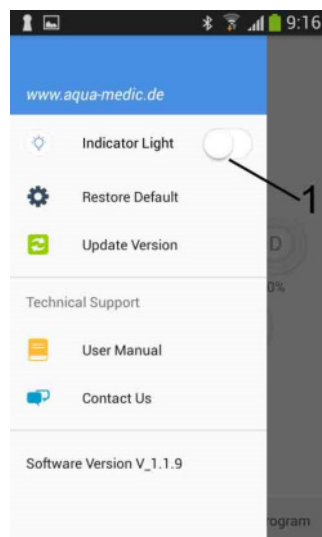 9:16
www.aqua-medic.de
Indicator Light
1
Restore Default
Update Version
D
0%
Technical Support
User Manual
Contact Us
Software Version V_1.1.9
rogram